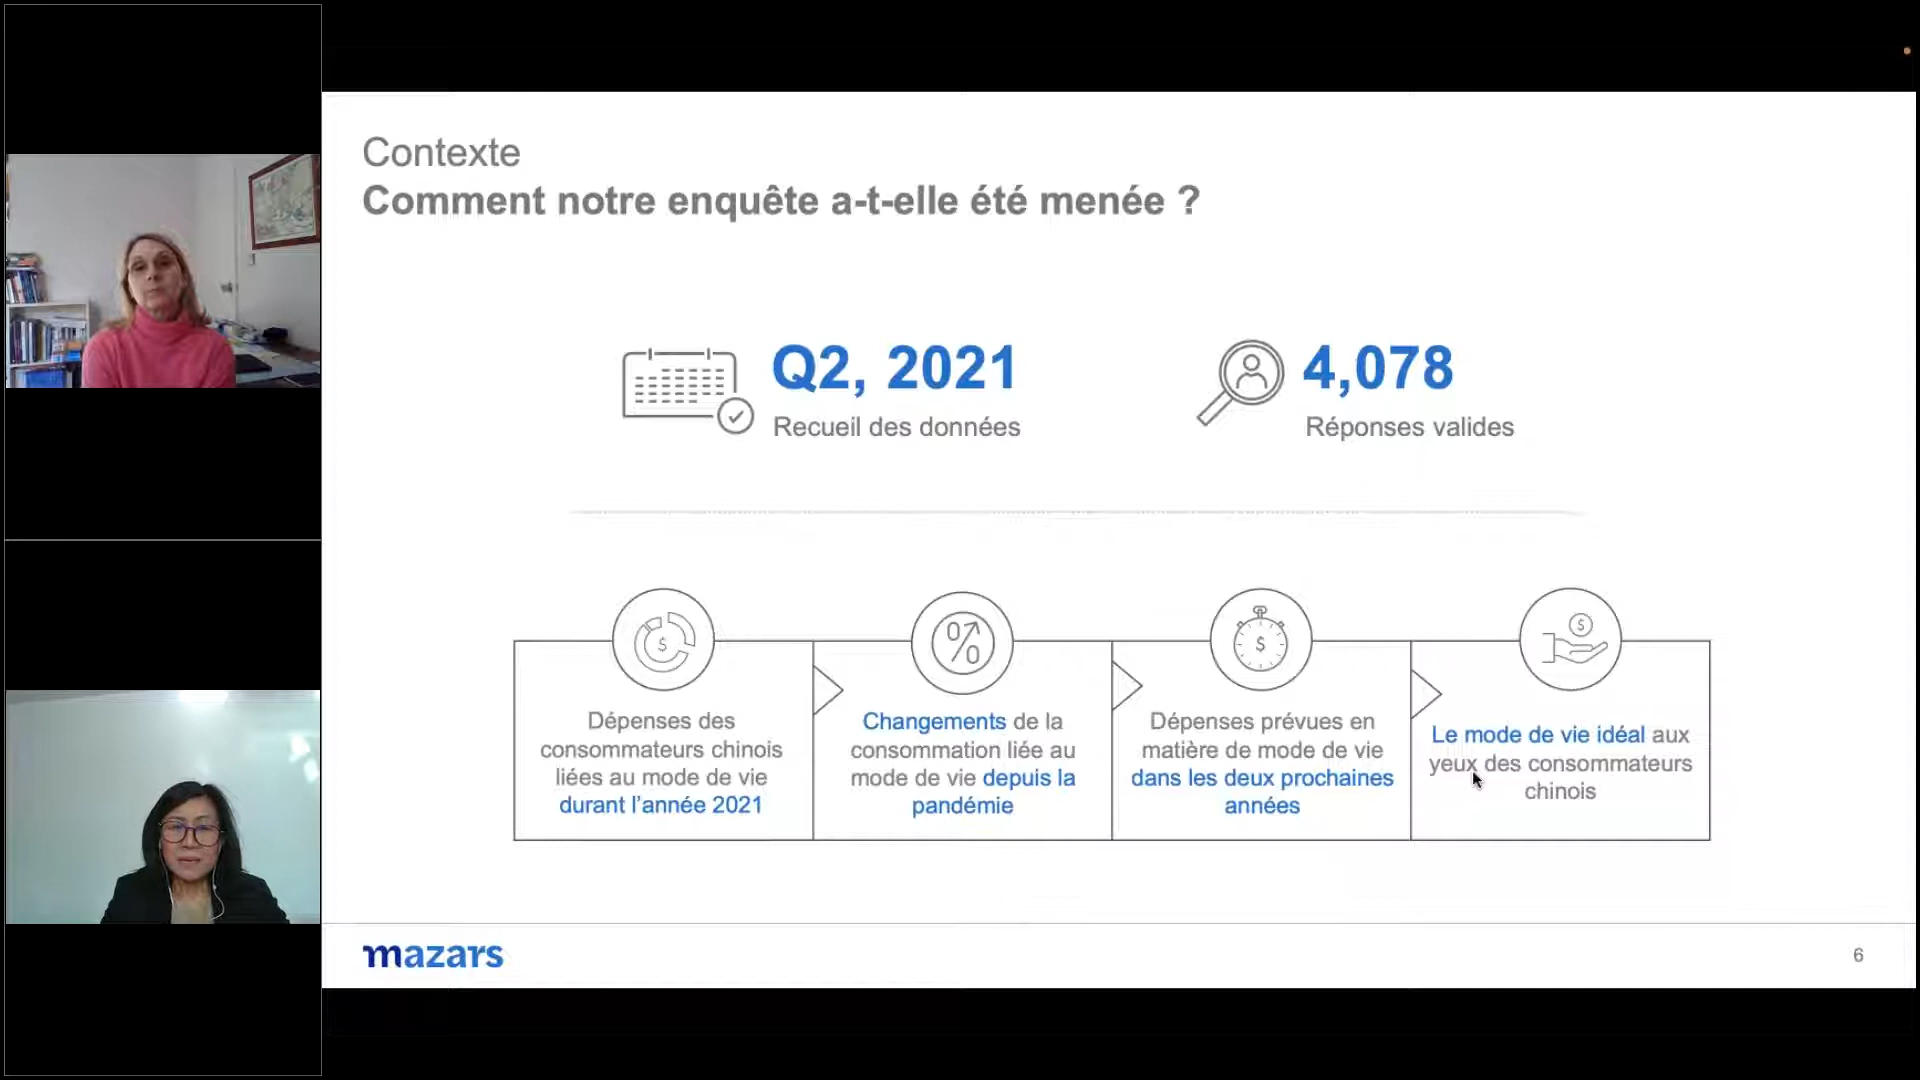 Contexte
Comment notre enquête a-t-elle été menée ?
Q2, 2021
Recueil des données
4,078
Réponses valides
Dépenses des
consommateurs chinois
liées au mode de vie
durant l'année 2021
Changements de la
consommation liée au
mode de vie depuis la
pandémie
Dépenses prévues en
matière de mode de vie
dans les deux prochaines
années
Le mode de vie idéal aux
yeux des consommateurs
chinois
mazars
6